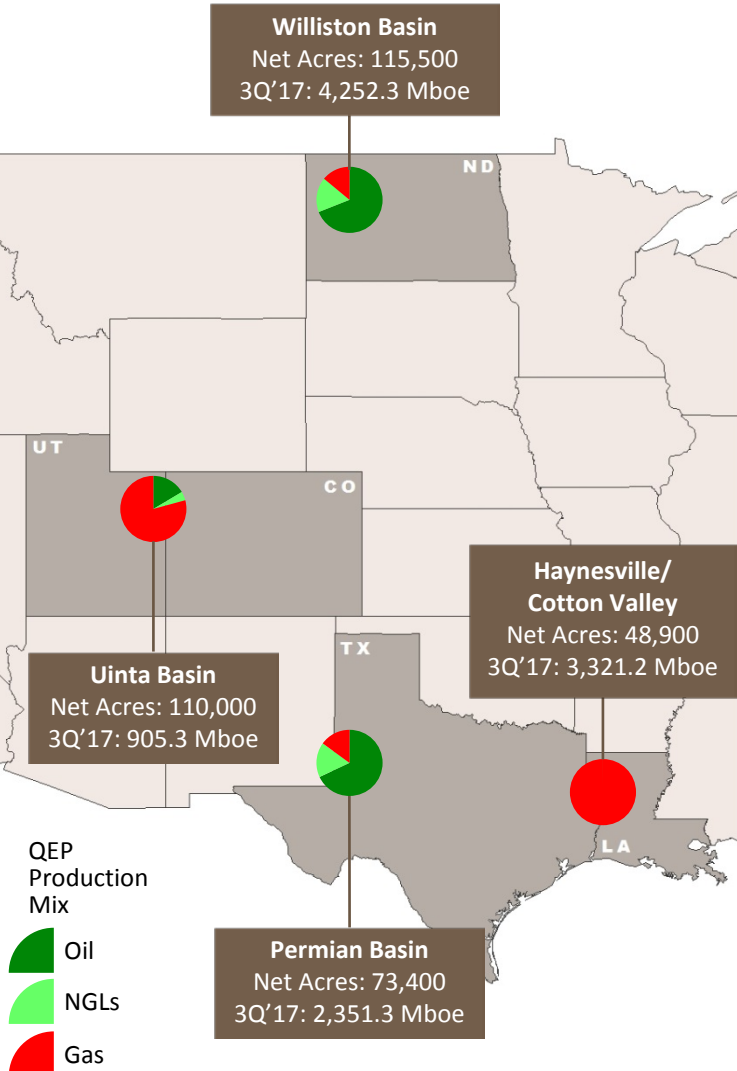 Williston Basin
Net Acres: 115,500
3Q’17: 4,252.3 Mboe
ND
UT
CO
Haynesville/
Cotton Valley
Net Acres: 48,900
3Q’17: 3,321.2 Mboe
TX
Uinta Basin
Net Acres: 110,000
3Q’17: 905.3 Mboe
LA
QEP
Production
Mix
Oil
NGLs
Gas
Permian Basin
Net Acres: 73,400
3Q’17: 2,351.3 Mboe